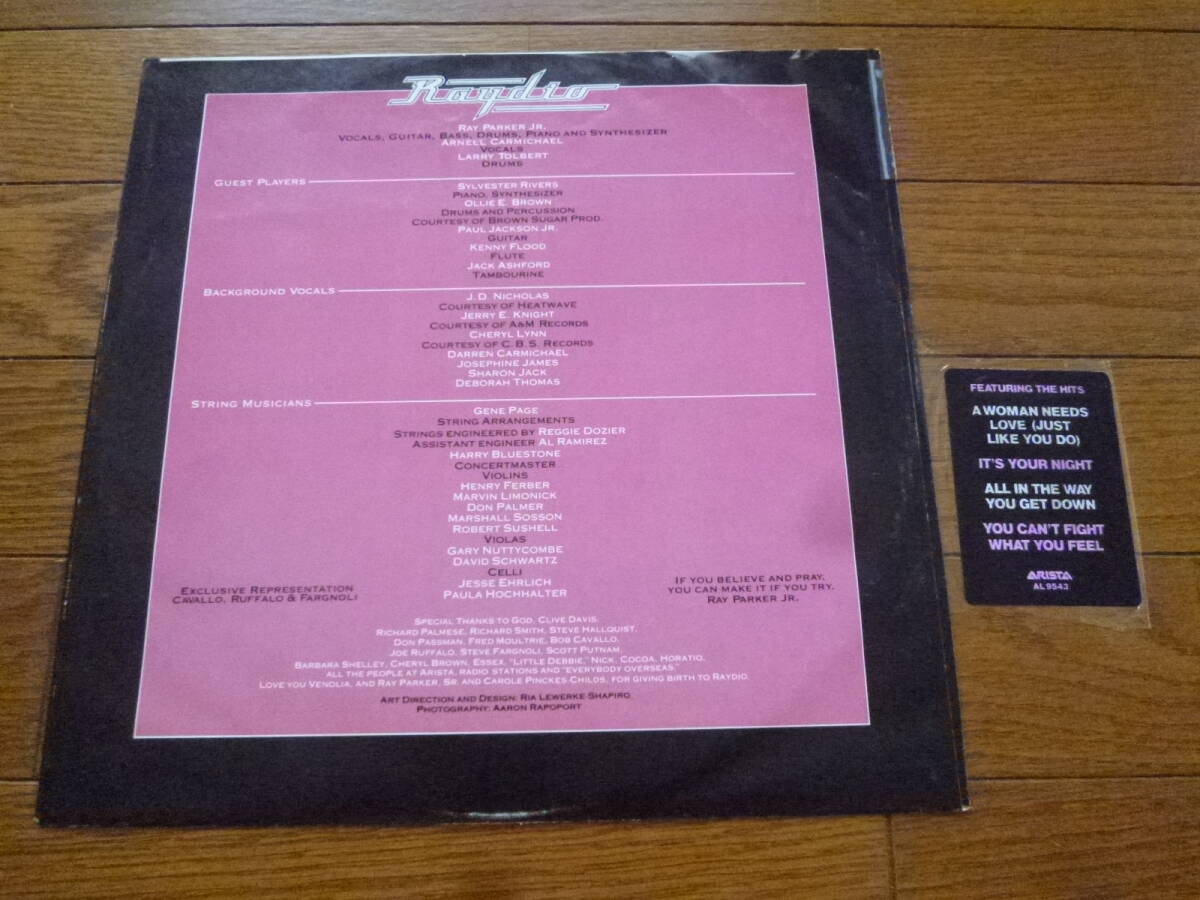 Raydio
Ray Parker Jr.
Vocals, Guitar, Bass, Drums, Piano and Synthesizer
Arnell Carmichael
Vocals
Larry Tolbert
Drums
Guest Players
Sylvester Rivers
Piano, Synthesizer
Ollie E. Brown
Drums and Percussion
Courtesy of Brown Sugar Prod.
Paul Jackson Jr.
Guitar
Kenny Flood
Flute
Jack Ashford
Tambourine
Background Vocals
J.D. Nicholas
Courtesy of Heatwave
Jerry E. Knight
Courtesy of A&M Records
Cheryl Lynn
Courtesy of C.B.S. Records
Darren Carmichael
Josephine James
Sharon Jack
Deborah Thomas
String Musicians
Gene Page
String Arrangements
Strings engineered by Reggie Dozier
Assistant engineer Al Ramirez
Harry Bluestone
Concertmaster
Violins
Henry Ferber
Marvin Limonick
Don Palmer
Marshall Sosson
Robert Sushell
Violas
Gary Nuttycombe
David Schwartz
Celli
Jesse Ehrlich
Paula Hochhalter
Exclusive Representation
Cavallo, Ruffalo & Fargnoli
If you believe and pray,
you can make it if you try.
Ray Parker Jr.
Special Thanks to God, Clive Davis,
Richard Palmese, Richard Smith, Steve Hallquist,
Don Passman, Fred Moultrie, Bob Cavallo,
Joe Ruffalo, Steve Fargnoli, Scott Putnam,
Barbara Shelley, Cheryl Brown, Essex, "Little Debbie," Nick, Cocoa, Horatio,
all the people at Arista, radio stations and "everybody overseas."
Love you Venolia, and Ray Parker, Sr. and Carole Pinckes-Childs, for giving birth to Raydio.
Art Direction and Design: Ria Lewerke Shapiro
Photography: Aaron Rapoport
FEATURING THE HITS
A WOMAN NEEDS
LOVE (JUST
LIKE YOU DO)
IT'S YOUR NIGHT
ALL IN THE WAY
YOU GET DOWN
YOU CAN'T FIGHT
WHAT YOU FEEL
ARISTA
AL 9543